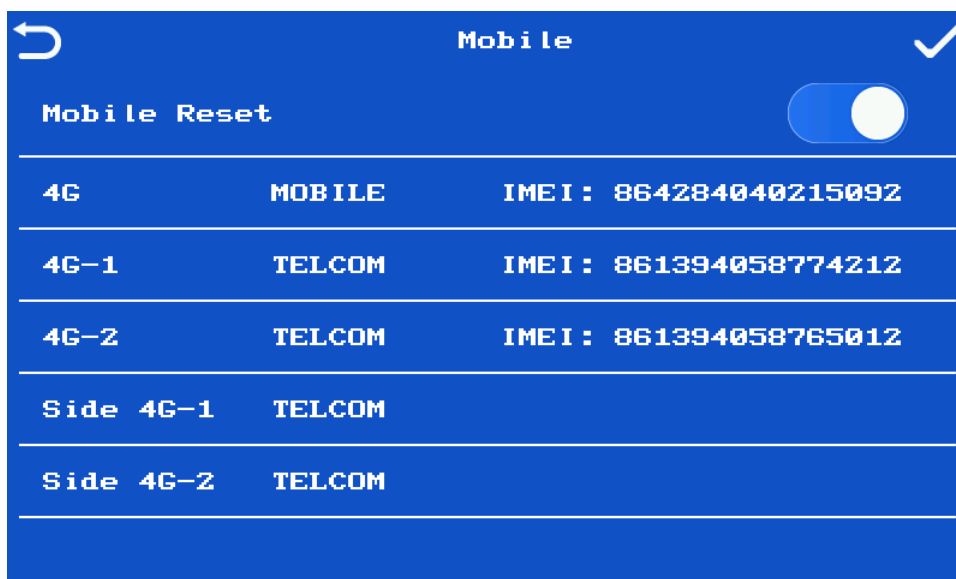 Mobile
Mobile Reset
4G MOBILE IMEI: 864284040215092
4G-1 TELCOM IMEI: 861394058774212
4G-2 TELCOM IMEI: 861394058765012
Side 4G-1 TELCOM
Side 4G-2 TELCOM